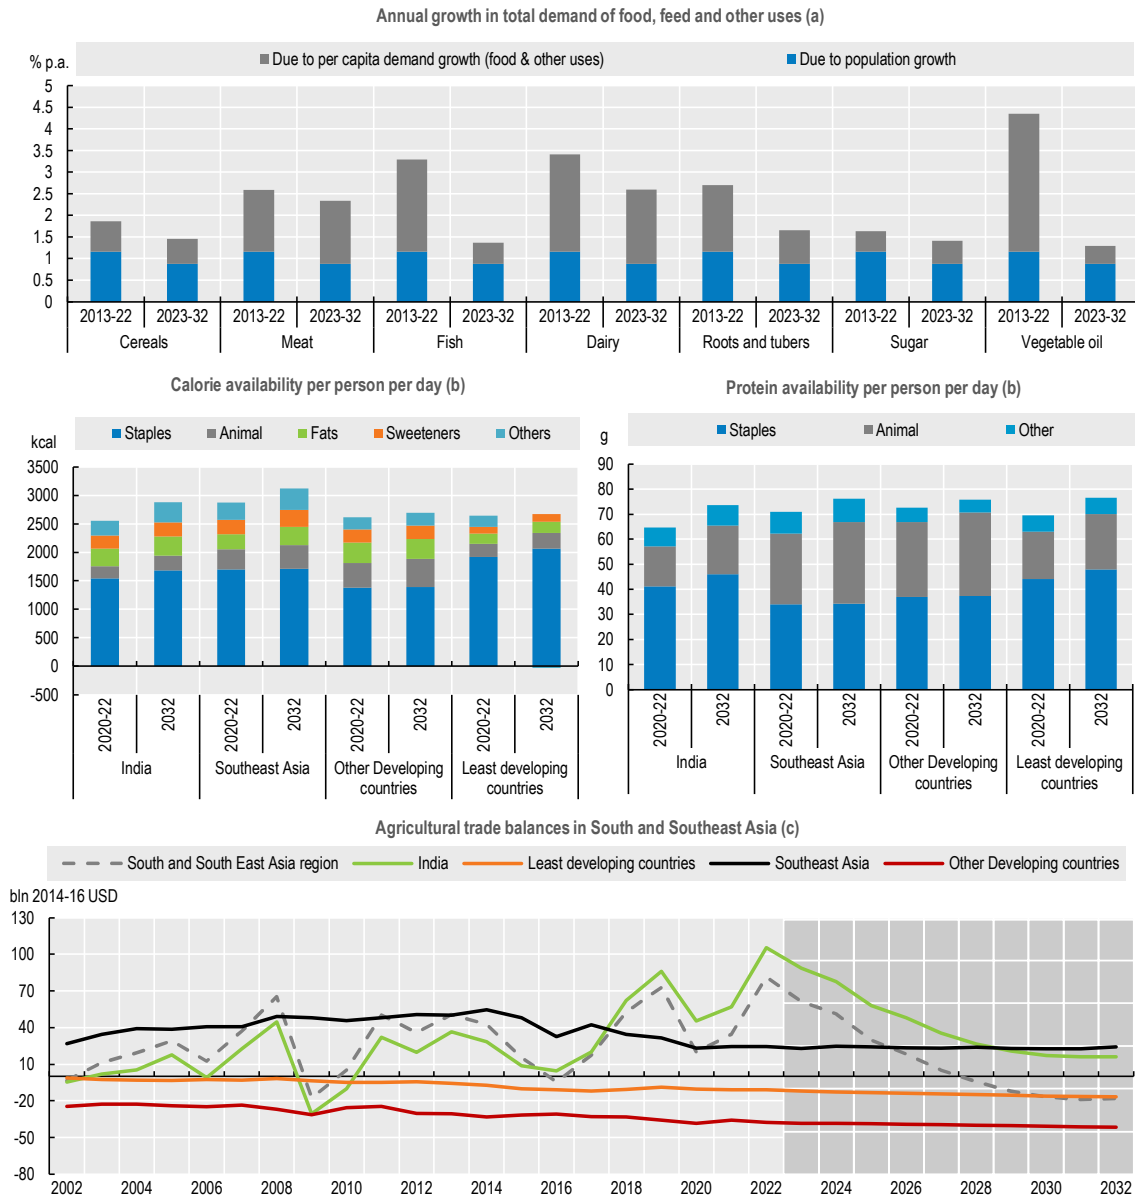 Annual growth in total demand of food, feed and other uses (a)
Due to per capita demand growth (food & other uses) Due to population growth
% p.a.
5
4.5
4
3.5
3
2.5
2
1.5
1
0.5
0
2013-22 2023-32 2013-22 2023-32 2013-22 2023-32 2013-22 2023-32 2013-22 2023-32 2013-22 2023-32 2013-22 2023-32
Cereals Meat Fish Dairy Roots and tubers Sugar Vegetable oil
Calorie availability per person per day (b)
kcal
Staples Animal Fats Sweeteners Others
3500
3000
2500
2000
1500
1000
500
0
-500
2020-22 2032 2020-22 2032 2020-22 2032 2020-22 2032
India Southeast Asia Other Developing Least developing
countries countries
Protein availability per person per day (b)
g
Staples Animal Other
90
80
70
60
50
40
30
20
10
0
2020-22 2032 2020-22 2032 2020-22 2032 2020-22 2032
India Southeast Asia Other Developing Least developing
countries countries
Agricultural trade balances in South and Southeast Asia (c)
South and South East Asia region India Least developing countries Southeast Asia Other Developing countries
bln 2014-16 USD
130
100
70
40
10
-20
-50
-80
2002 2004 2006 2008 2010 2012 2014 2016 2018 2020 2022 2024 2026 2028 2030 2032